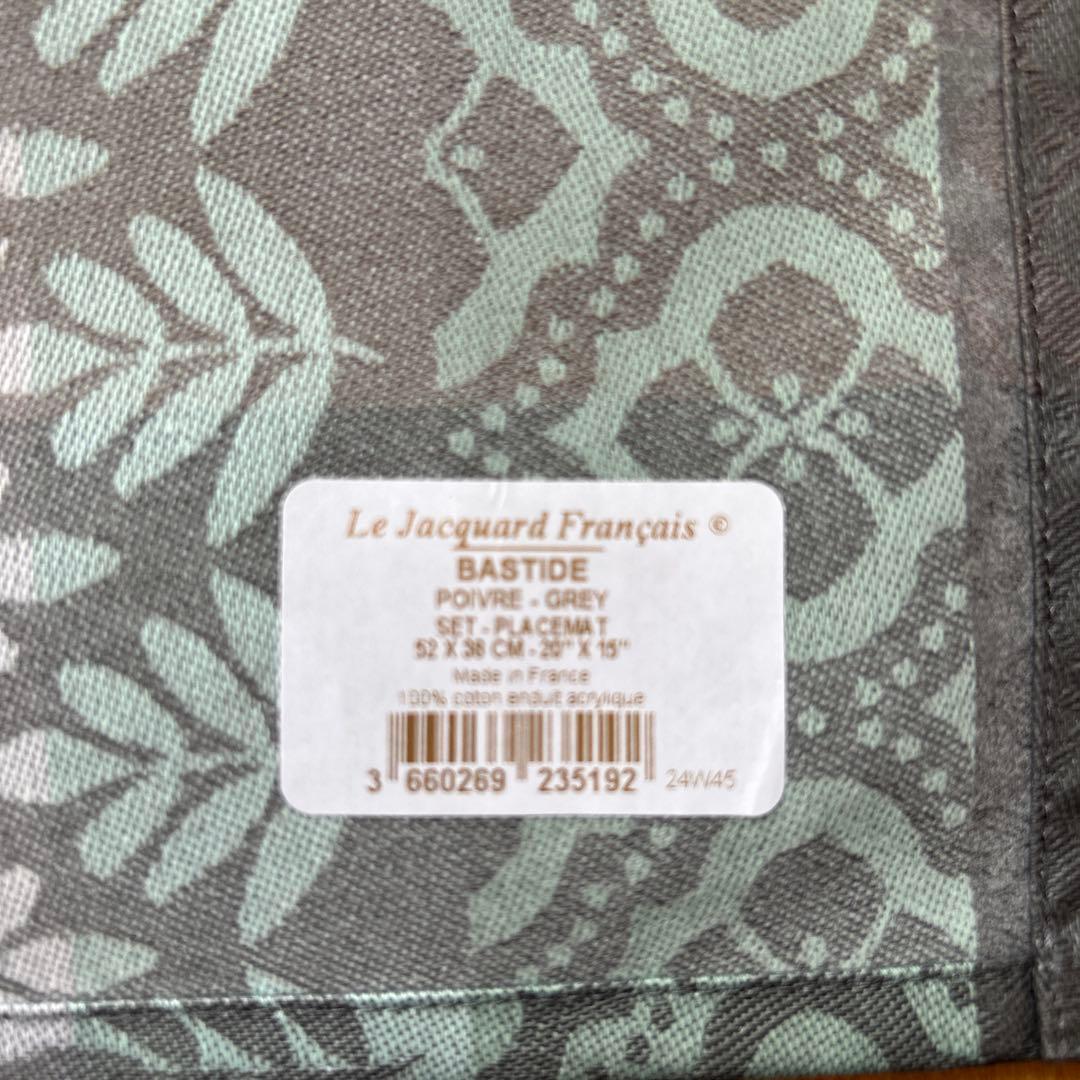 Le Jacquard Français ©
BASTIDE
POIVRE - GREY
SET - PLACEMAT
52 X 38 CM - 20" X 15"
Made in France
100% coton enduit acrylique
3 660269 235192 24W45